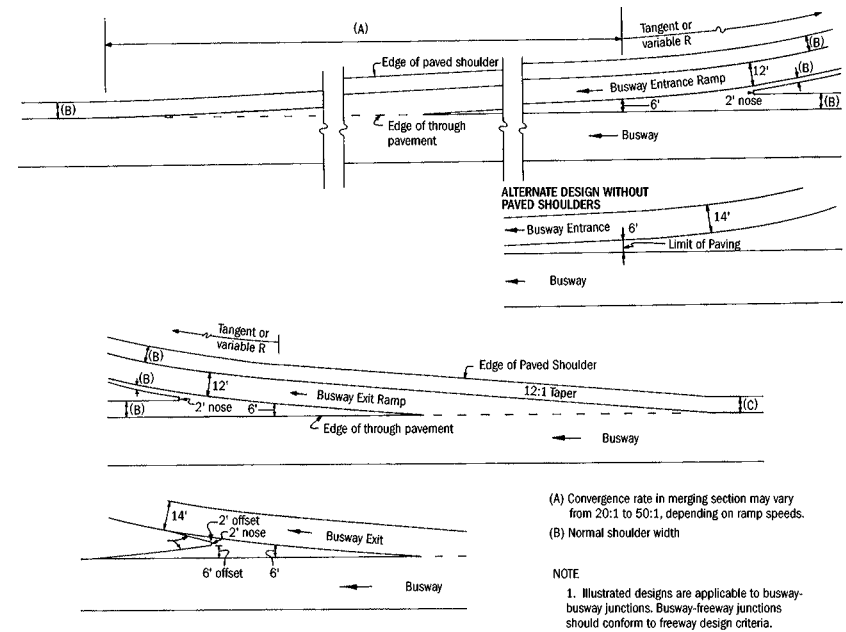 (A)
Tangent or
variable R
(B)
Edge of paved shoulder
Busway Entrance Ramp
12'
(B)
(B)
6'
2' nose
(B)
Edge of through
pavement
Busway
ALTERNATE DESIGN WITHOUT
PAVED SHOULDERS
14'
Busway Entrance
6'
Limit of Paving
Busway
Tangent or
variable R
(B)
Edge of Paved Shoulder
(B)
12'
12:1 Taper
Busway Exit Ramp
(B)
2' nose
6'
(C)
Edge of through pavement
Busway
14'
2' offset
2' nose
Busway Exit
6' offset
6'
Busway
(A) Convergence rate in merging section may vary
from 20:1 to 50:1, depending on ramp speeds.
(B) Normal shoulder width
NOTE
1. Illustrated designs are applicable to busway-
busway junctions. Busway-freeway junctions
should conform to freeway design criteria.